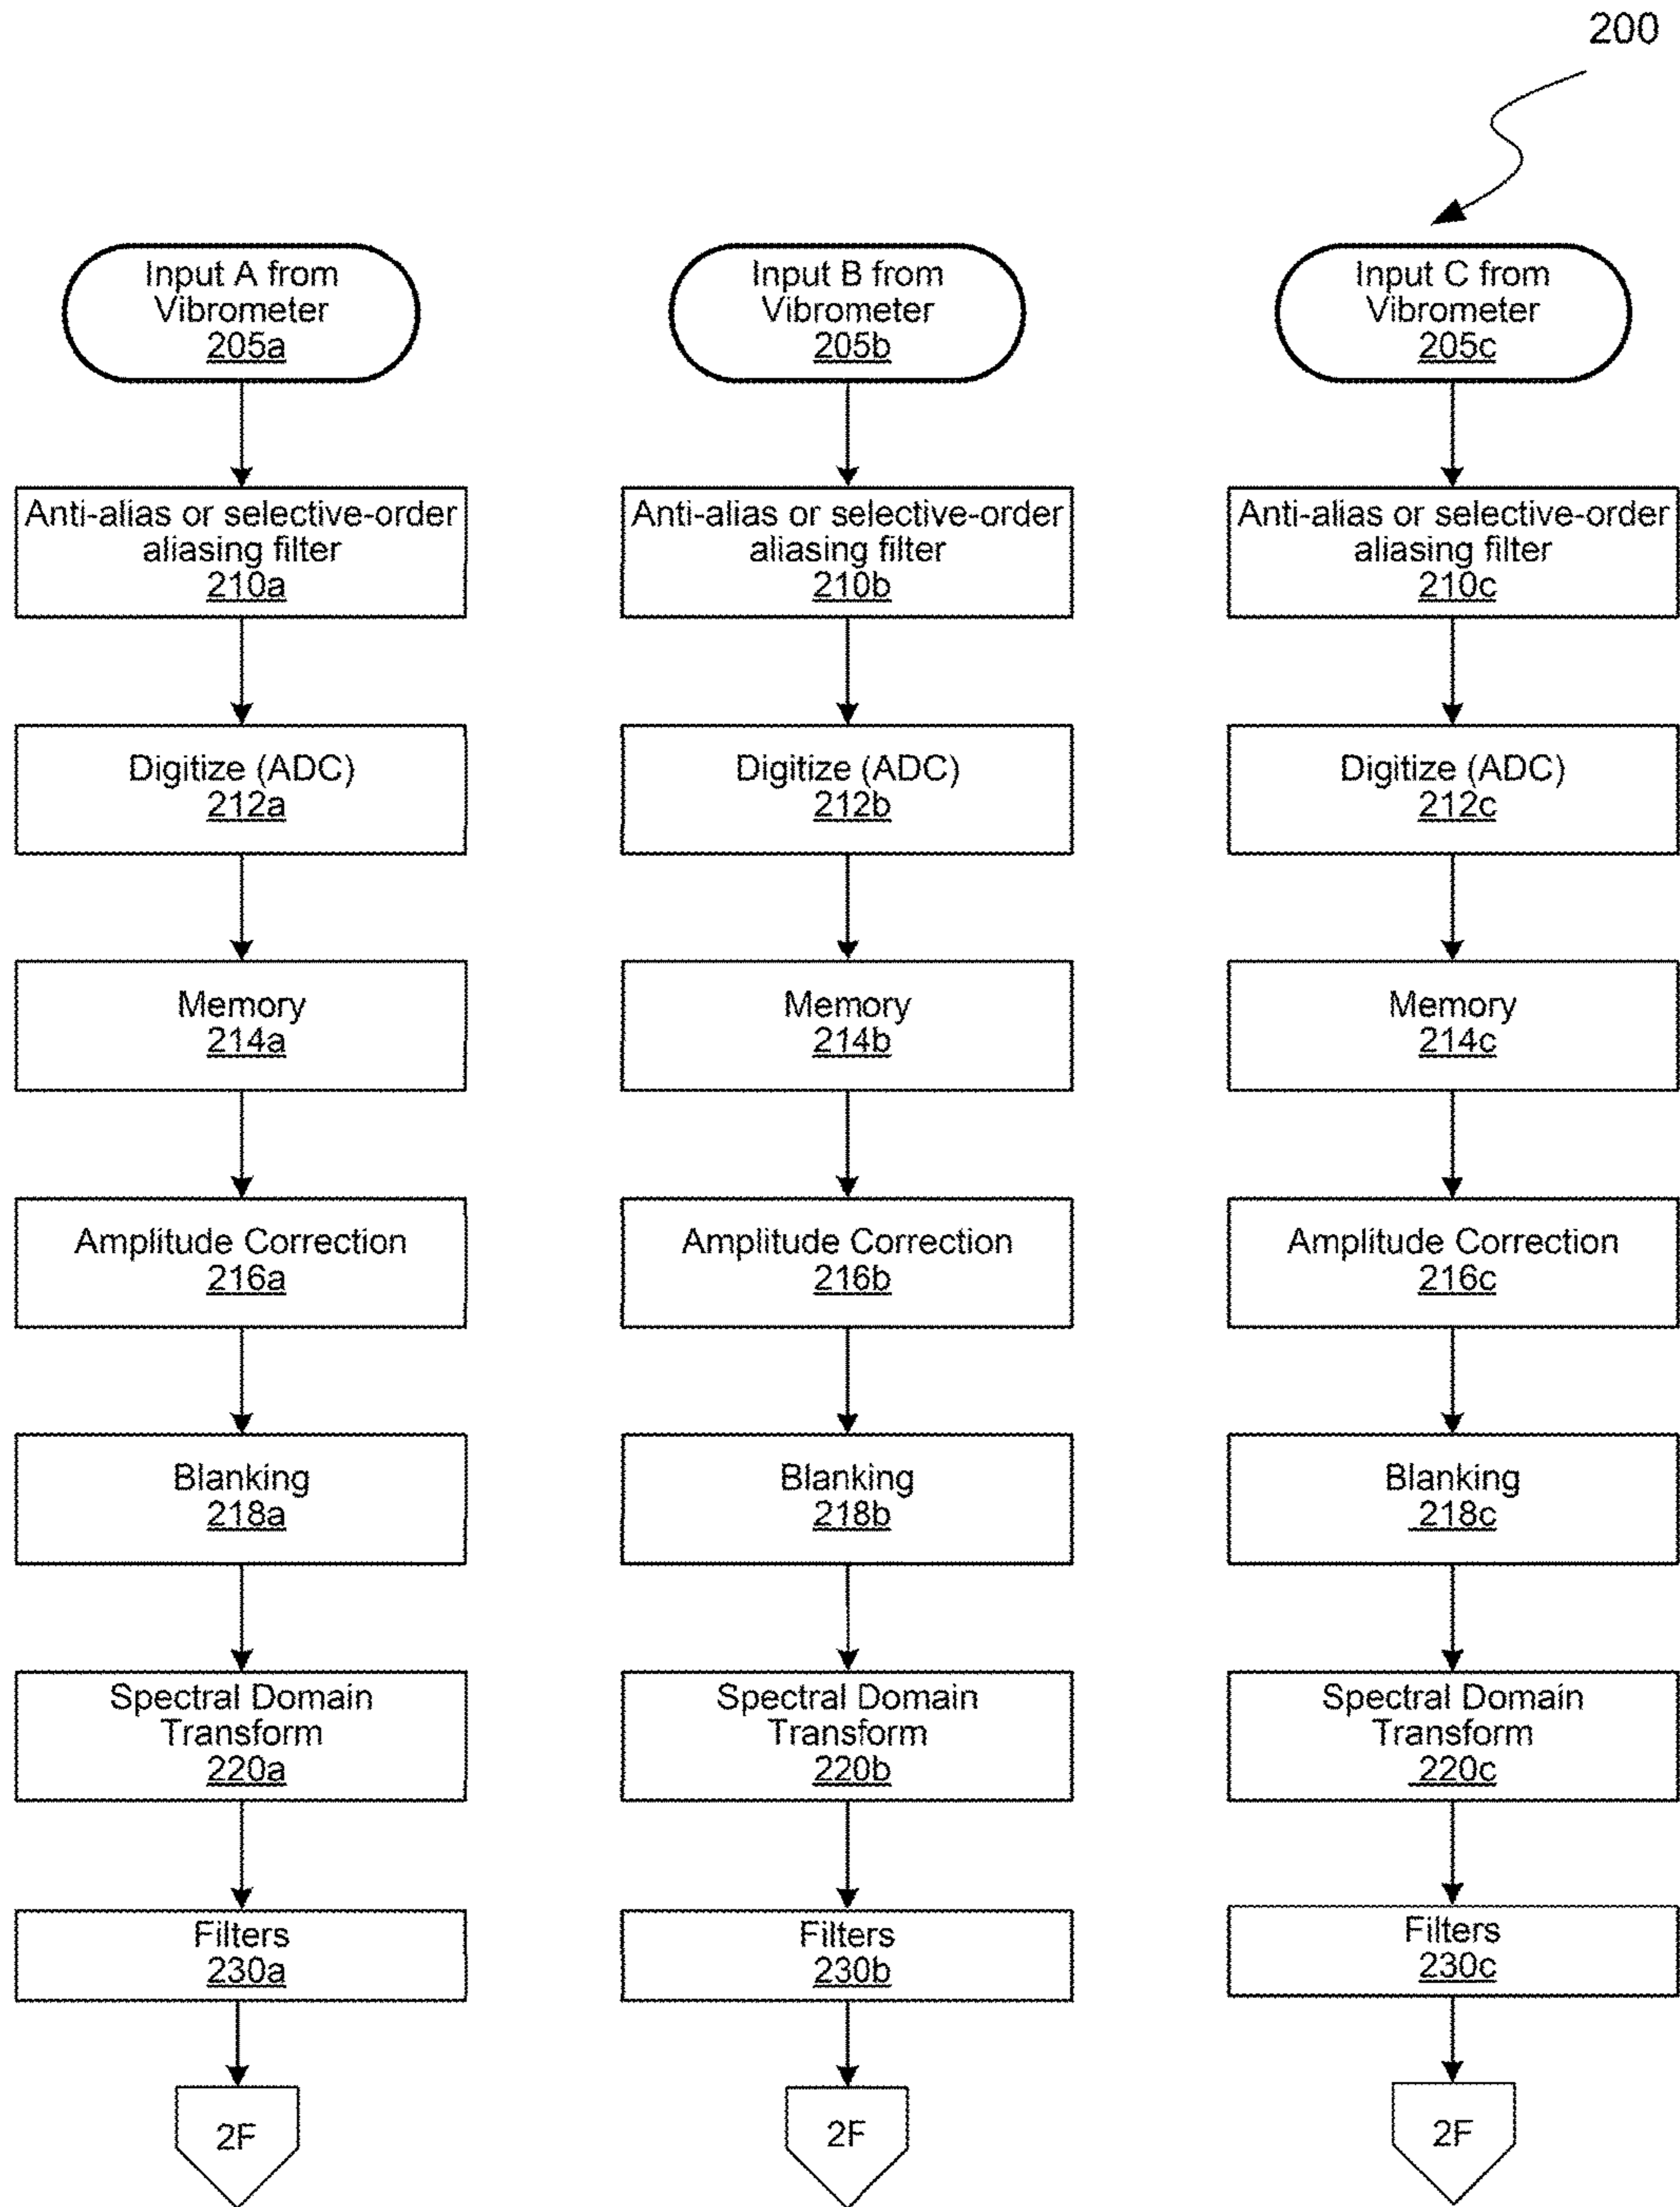 200
Input A from
Vibrometer
205a
Input B from
Vibrometer
205b
Input C from
Vibrometer
205c
Anti-alias or selective-order
aliasing filter
210a
Anti-alias or selective-order
aliasing filter
210b
Anti-alias or selective-order
aliasing filter
210c
Digitize (ADC)
212a
Digitize (ADC)
212b
Digitize (ADC)
212c
Memory
214a
Memory
214b
Memory
214c
Amplitude Correction
216a
Amplitude Correction
216b
Amplitude Correction
216c
Blanking
218a
Blanking
218b
Blanking
218c
Spectral Domain
Transform
220a
Spectral Domain
Transform
220b
Spectral Domain
Transform
220c
Filters
230a
Filters
230b
Filters
230c
2F
2F
2F